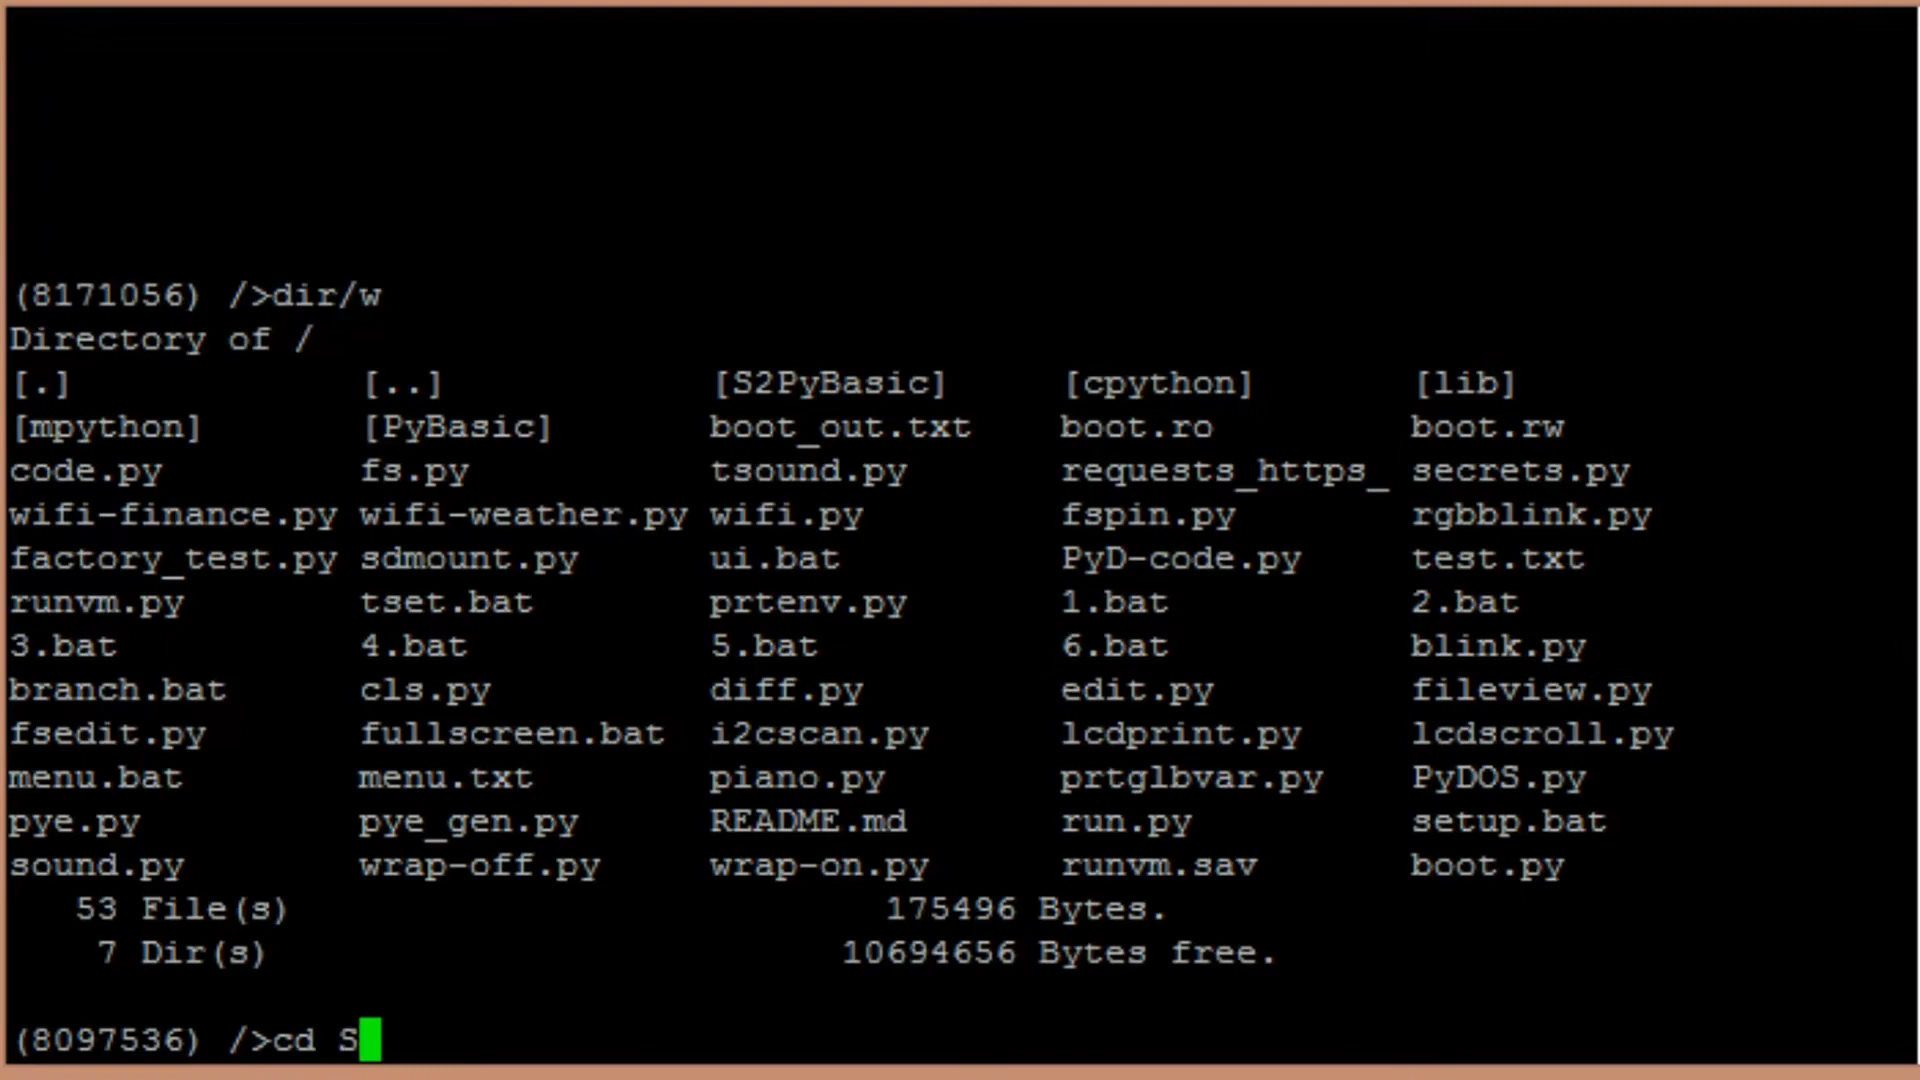 (8171056) />dir/w
Directory of /
[.] [..] [S2PyBasic] [cpython] [lib]
[mpython] [PyBasic] boot_out.txt boot.ro boot.rw
code.py fs.py tsound.py requests_https_ secrets.py
wifi-finance.py wifi-weather.py wifi.py fspin.py rgbblink.py
factory_test.py sdmount.py ui.bat PyD-code.py test.txt
runvm.py tset.bat prtenv.py 1.bat 2.bat
3.bat 4.bat 5.bat 6.bat blink.py
branch.bat cls.py diff.py edit.py fileview.py
fsedit.py fullscreen.bat i2cscan.py lcdprint.py lcdscroll.py
menu.bat menu.txt piano.py prtglbvar.py PyDOS.py
pye.py pye_gen.py README.md run.py setup.bat
sound.py wrap-off.py wrap-on.py runvm.sav boot.py
53 File(s) 175496 Bytes.
7 Dir(s) 10694656 Bytes free.
(8097536) />cd S